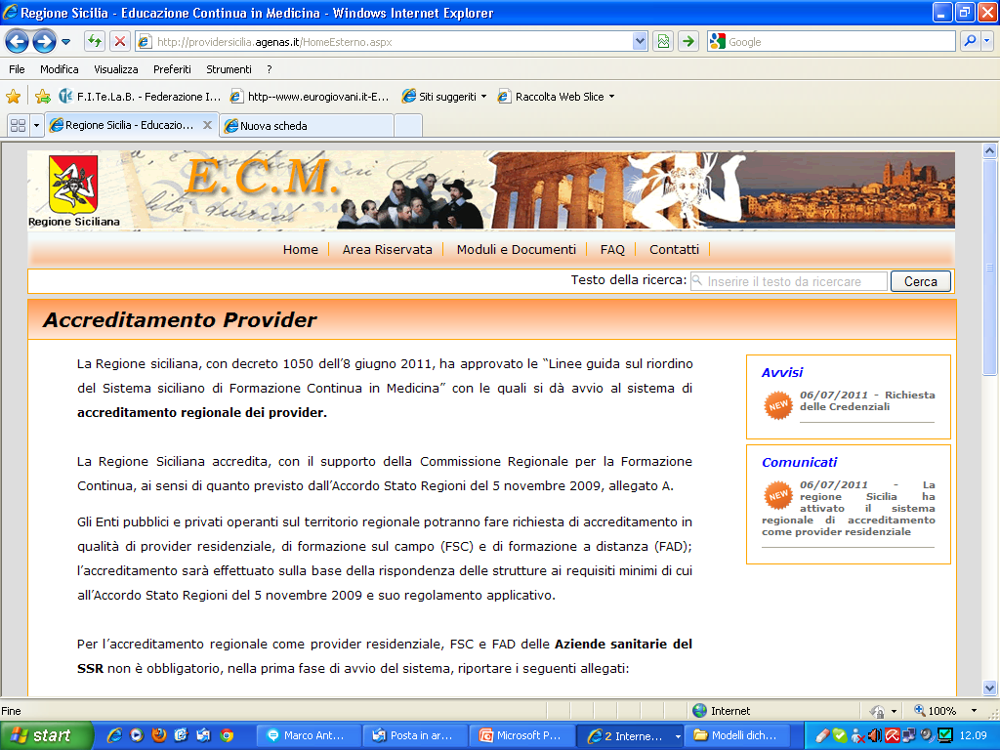 Regione Sicilia - Educazione Continua in Medicina - Windows Internet Explorer
http://providersicilia.agenas.it/HomeEsterno.aspx
Google
File Modifica Visualizza Preferiti Strumenti ?
F.I.Te.La.B. - Federazione I... http--www.eurogiovani.it-E... Siti suggeriti Raccolta Web Slice
Regione Sicilia - Educazio... Nuova scheda
E.C.M.
Regione Siciliana
Home Area Riservata Moduli e Documenti FAQ Contatti
Testo della ricerca: Inserire il testo da ricercare Cerca
Accreditamento Provider
La Regione siciliana, con decreto 1050 dell'8 giugno 2011, ha approvato le "Linee guida sul riordino
del Sistema siciliano di Formazione Continua in Medicina" con le quali si dà avvio al sistema di
accreditamento regionale dei provider.
La Regione Siciliana accredita, con il supporto della Commissione Regionale per la Formazione
Continua, ai sensi di quanto previsto dall'Accordo Stato Regioni del 5 novembre 2009, allegato A.
Gli Enti pubblici e privati operanti sul territorio regionale potranno fare richiesta di accreditamento in
qualità di provider residenziale, di formazione sul campo (FSC) e di formazione a distanza (FAD);
l'accreditamento sarà effettuato sulla base della rispondenza delle strutture ai requisiti minimi di cui
all'Accordo Stato Regioni del 5 novembre 2009 e suo regolamento applicativo.
Per l'accreditamento regionale come provider residenziale, FSC e FAD delle Aziende sanitarie del
SSR non è obbligatorio, nella prima fase di avvio del sistema, riportare i seguenti allegati:
Avvisi
NEW
06/07/2011 - Richiesta
delle Credenziali
Comunicati
NEW
06/07/2011 - La
regione Sicilia ha
attivato il sistema
regionale di accreditamento
come provider residenziale
Fine Internet 100%
start Marco Ant... Posta in ar... Microsoft P... 2 Interne... Modelli dich... 12.09